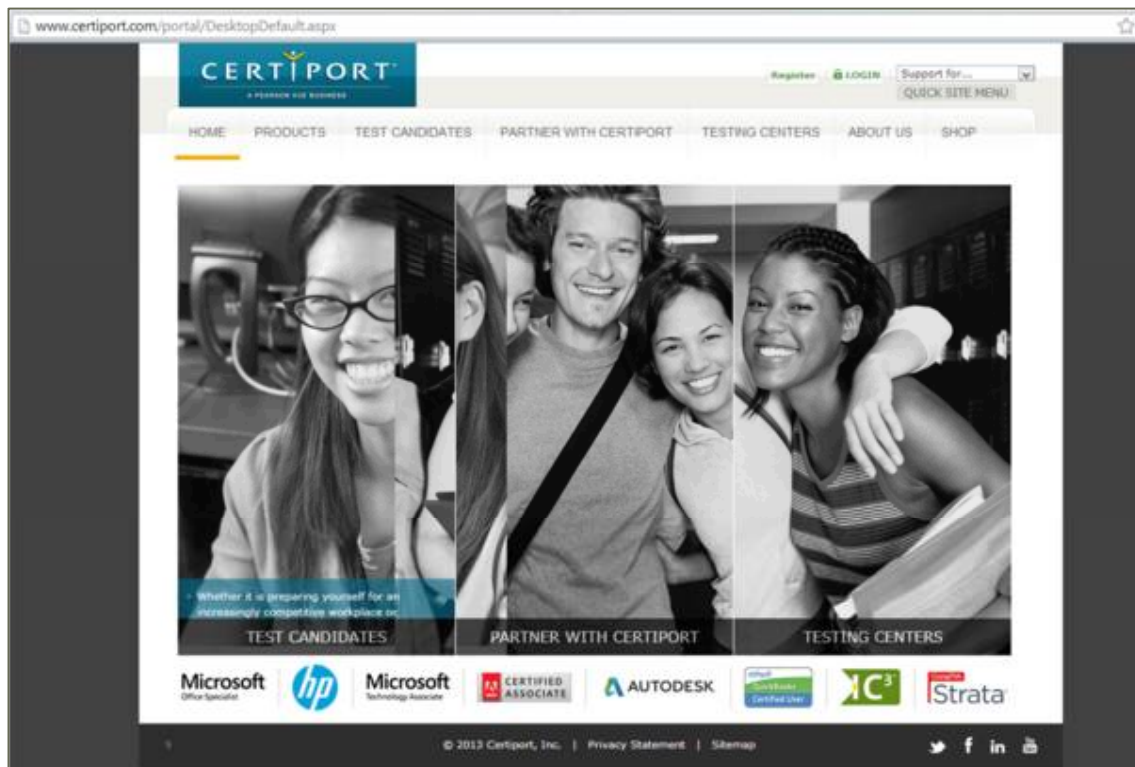 www.certiport.com/portal/DesktopDefault.aspx
CERTIPORT
A PEARSON VUE BUSINESS
Register LOGIN Support for...
QUICK SITE MENU
HOME PRODUCTS TEST CANDIDATES PARTNER WITH CERTIPORT TESTING CENTERS ABOUT US SHOP
Whether it is preparing yourself for an
increasingly competitive workplace or
TEST CANDIDATES PARTNER WITH CERTIPORT TESTING CENTERS
Microsoft
Office Specialist
hp
Microsoft
Technology Associate
CERTIFIED
ASSOCIATE
AUTODESK
QuickBooks
Certified User
IC³
CompTIA
Strata
© 2013 Certiport, Inc. | Privacy Statement | Sitemap
f in You